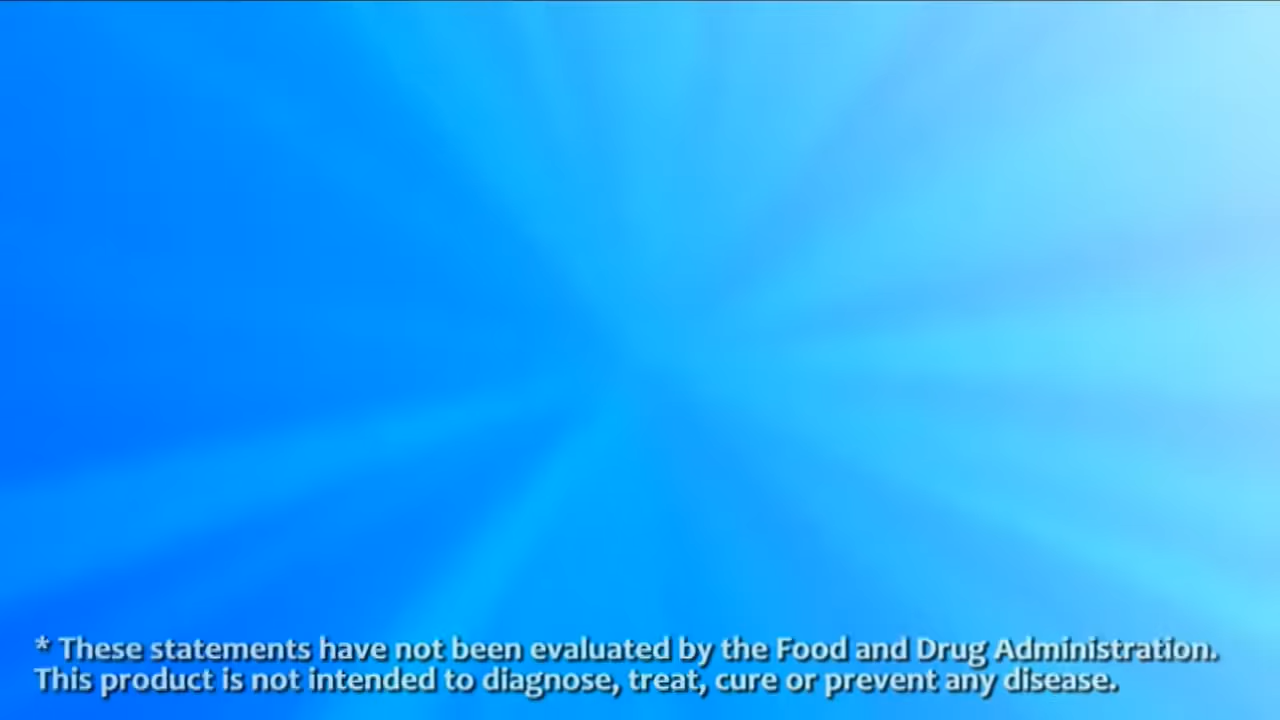 * These statements have not been evaluated by the Food and Drug Administration.
This product is not intended to diagnose, treat, cure or prevent any disease.